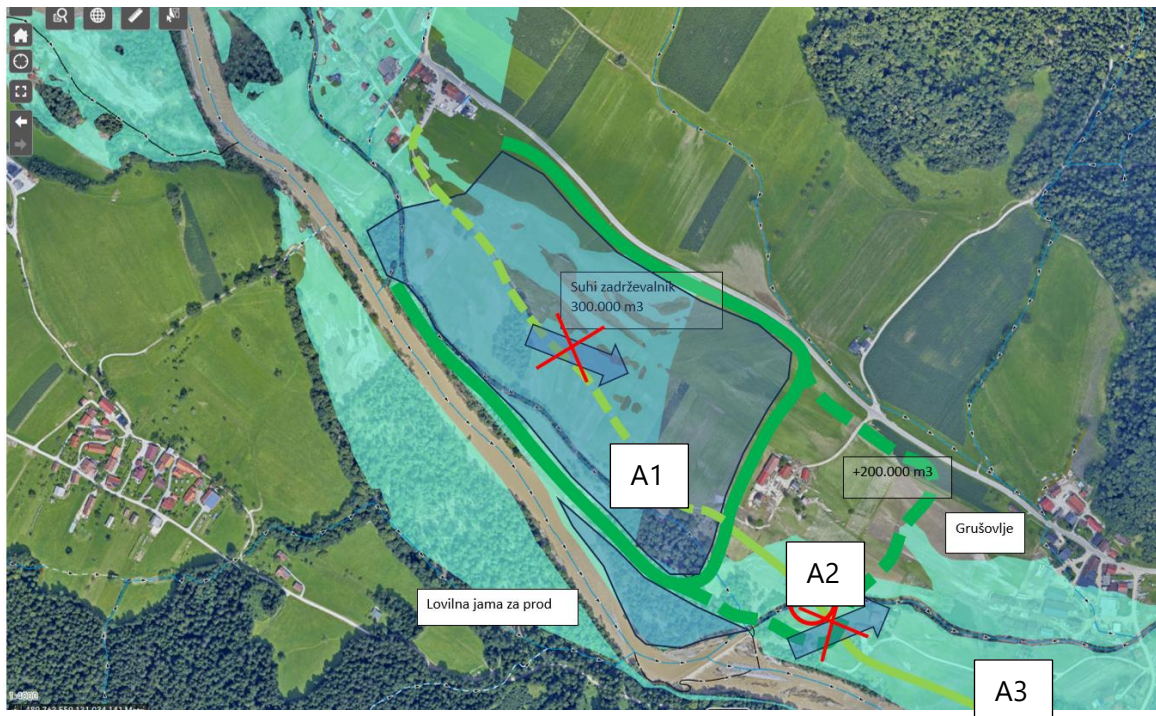 Suhi zadrževalnik
300.000 m3
A1
+200.000 m3
Grušovlje
A2
Lovilna jama za prod
A3